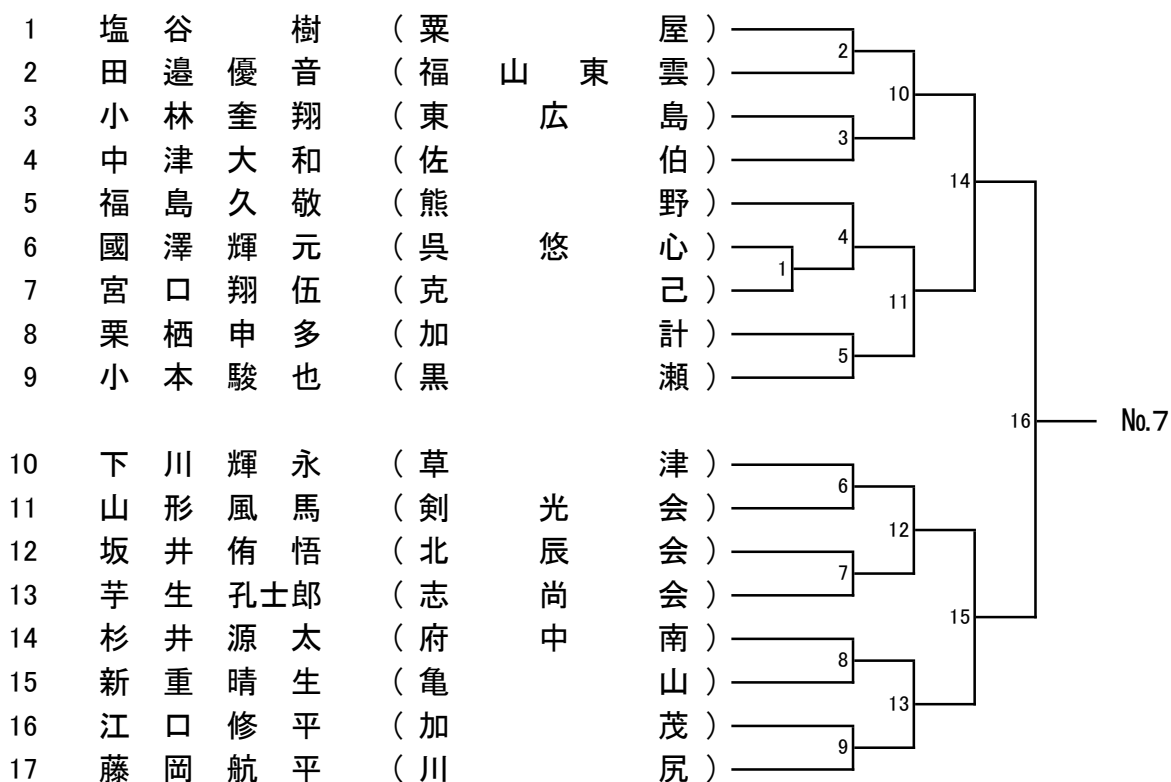 1 塩谷 樹 (粟屋)
2 田邉優音 (福山東雲)
3 小林奎翔 (東広島)
4 中津大和 (佐伯)
5 福島久敬 (熊野)
6 國澤輝元 (呉悠心)
7 宮口翔伍 (克己)
8 栗栖申多 (加計)
9 小本駿也 (黒瀬)
10 下川輝永 (草津)
11 山形風馬 (剣光会)
12 坂井侑悟 (北辰会)
13 芋生孔士郎 (志尚会)
14 杉井源太 (府中南)
15 新重晴生 (亀山)
16 江口修平 (加茂)
17 藤岡航平 (川尻)
2
10
3
14
4
1
11
5
16 №7
6
12
7
15
8
13
9